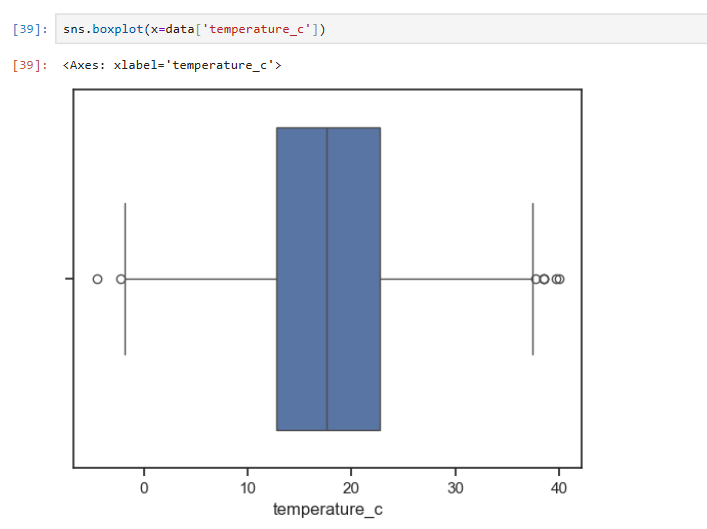 [39]: sns.boxplot(x=data['temperature_c'])
[39]: <Axes: xlabel='temperature_c'>
0 10 20 30 40
temperature_c